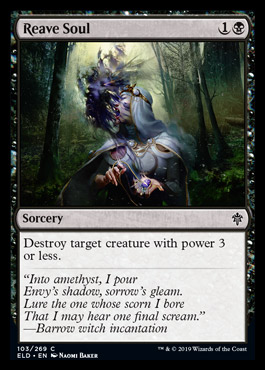 Reave Soul 1
Sorcery
Destroy target creature with power 3
or less.
“Into amethyst, I pour
Envy’s shadow, sorrow’s gleam.
Lure the one whose scorn I bore
That I may hear one final scream.”
—Barrow witch incantation
103/269 C
ELD • EN NAOMI BAKER
™ & © 2019 Wizards of the Coast